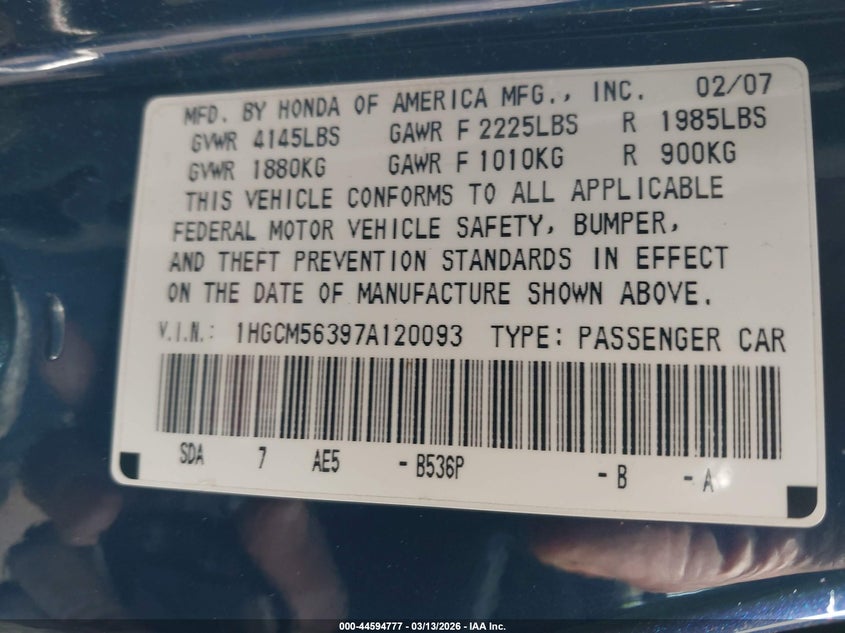 MFD. BY HONDA OF AMERICA MFG., INC. 02/07
GVWR 4145LBS GAWR F 2225LBS R 1985LBS
GVWR 1880KG GAWR F 1010KG R 900KG
THIS VEHICLE CONFORMS TO ALL APPLICABLE
FEDERAL MOTOR VEHICLE SAFETY, BUMPER,
AND THEFT PREVENTION STANDARDS IN EFFECT
ON THE DATE OF MANUFACTURE SHOWN ABOVE.
V.I.N.: 1HGCM56397A120093 TYPE: PASSENGER CAR
SDA 7 AE5 - B536P - B - A
000-44594777 - 03/13/2026 - IAA Inc.